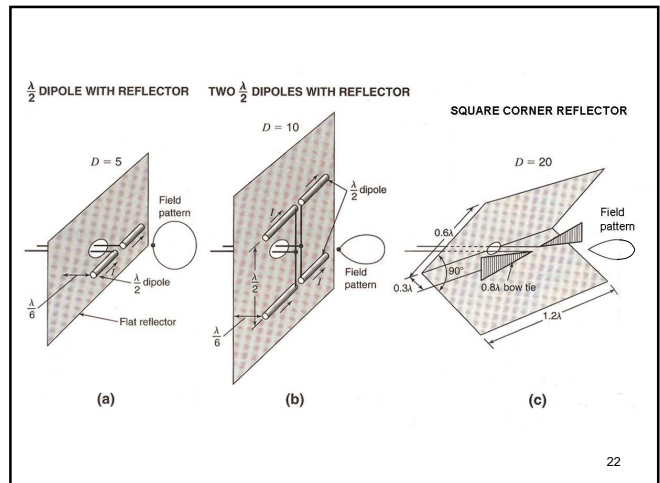 λ/2 DIPOLE WITH REFLECTOR
D = 5
Field
pattern
I
λ/2 dipole
λ/6
Flat reflector
(a)
TWO λ/2 DIPOLES WITH REFLECTOR
D = 10
λ/2 dipole
I
λ/2
I
Field
pattern
λ/6
(b)
SQUARE CORNER REFLECTOR
D = 20
Field
pattern
0.6λ
90°
0.3λ
0.8λ bow tie
1.2λ
(c)
22